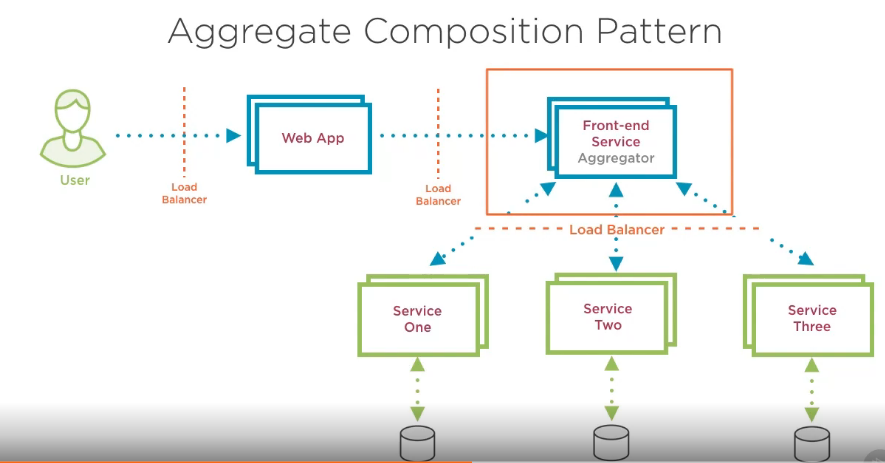 Aggregate Composition Pattern
User
Load
Balancer
Web App
Load
Balancer
Front-end
Service
Aggregator
Load Balancer
Service
One
Service
Two
Service
Three